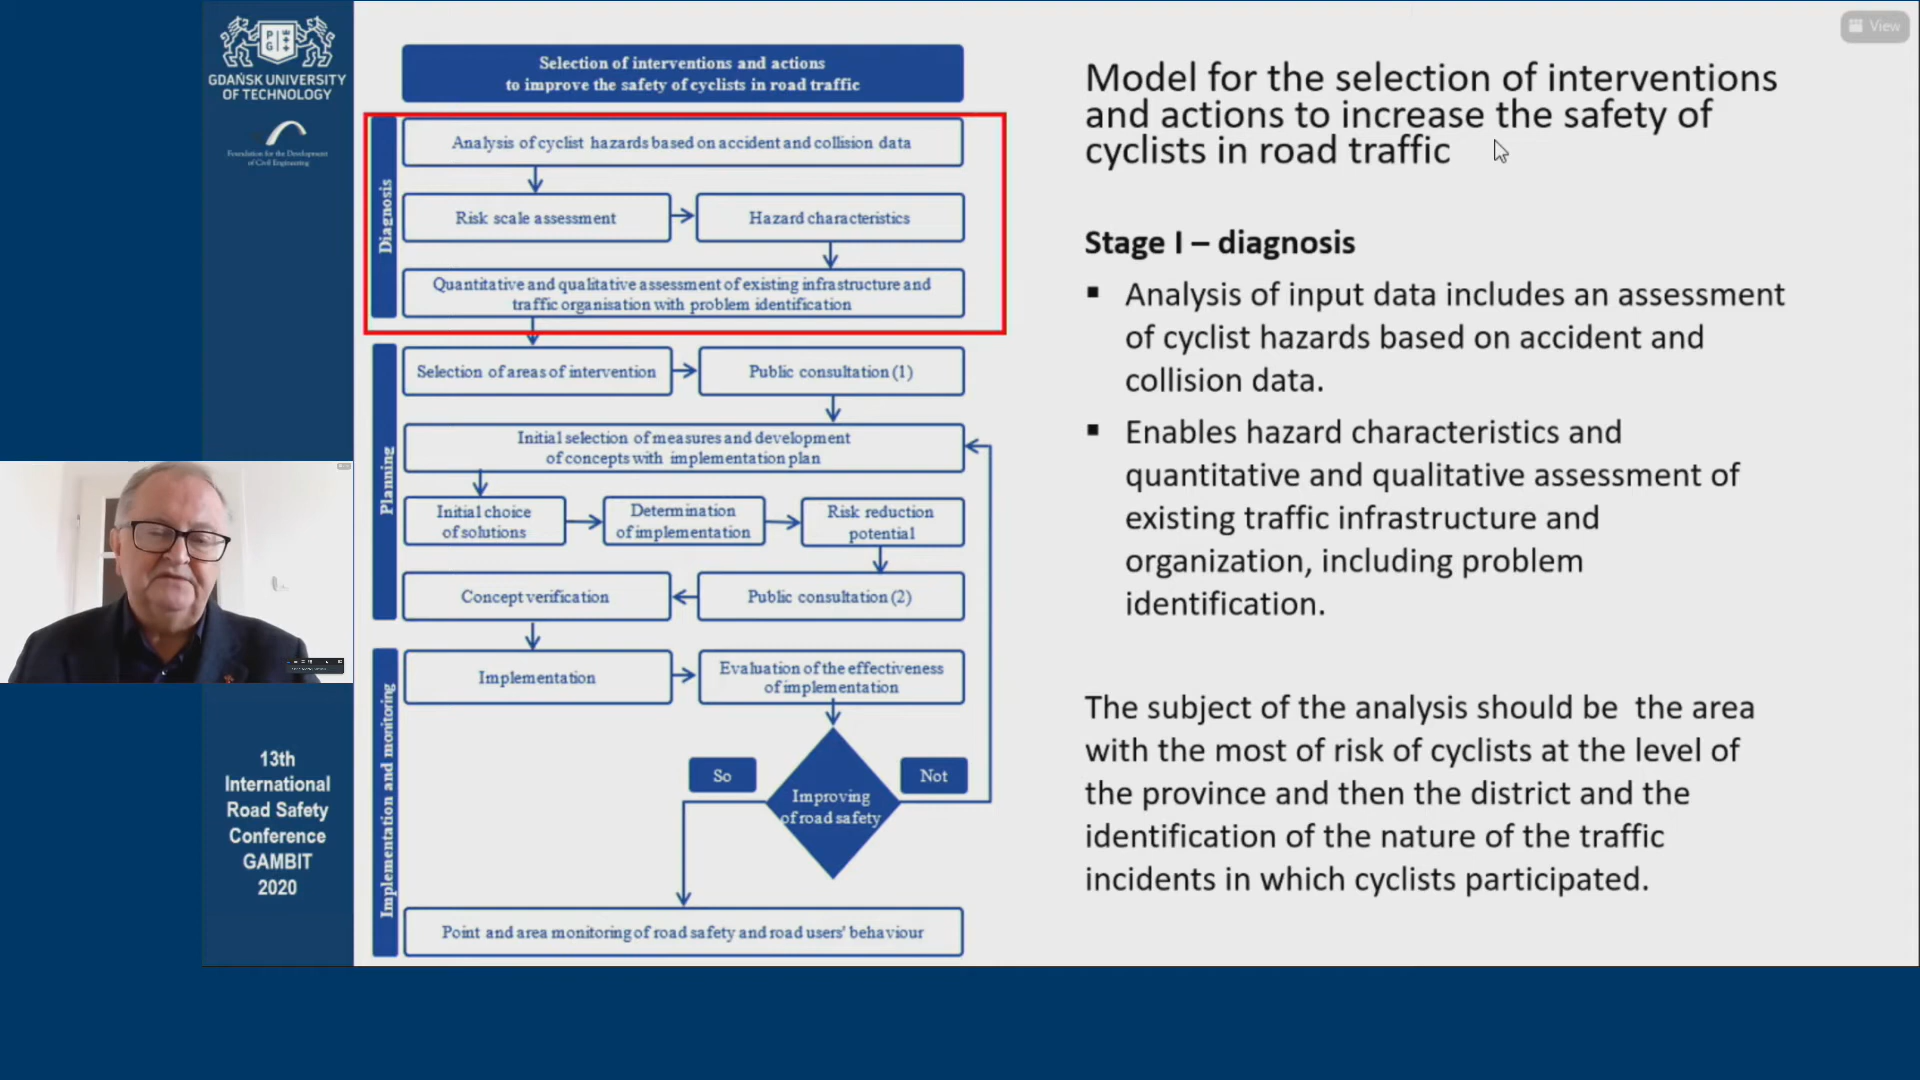 GDAŃSK UNIVERSITY
OF TECHNOLOGY
Foundation for the Development
of Civil Engineering
13th
International
Road Safety
Conference
GAMBIT
2020
Selection of interventions and actions
to improve the safety of cyclists in road traffic
Diagnosis
Analysis of cyclist hazards based on accident and collision data
Risk scale assessment
Hazard characteristics
Quantitative and qualitative assessment of existing infrastructure and
traffic organisation with problem identification
Planning
Selection of areas of intervention
Public consultation (1)
Initial selection of measures and development
of concepts with implementation plan
Initial choice
of solutions
Determination
of implementation
Risk reduction
potential
Concept verification
Public consultation (2)
Implementation and monitoring
Implementation
Evaluation of the effectiveness
of implementation
So
Not
Improving
of road safety
Point and area monitoring of road safety and road users' behaviour
View
Model for the selection of interventions
and actions to increase the safety of
cyclists in road traffic
Stage I – diagnosis
▪ Analysis of input data includes an assessment
of cyclist hazards based on accident and
collision data.
▪ Enables hazard characteristics and
quantitative and qualitative assessment of
existing traffic infrastructure and
organization, including problem
identification.
The subject of the analysis should be  the area
with the most of risk of cyclists at the level of
the province and then the district and the
identification of the nature of the traffic
incidents in which cyclists participated.